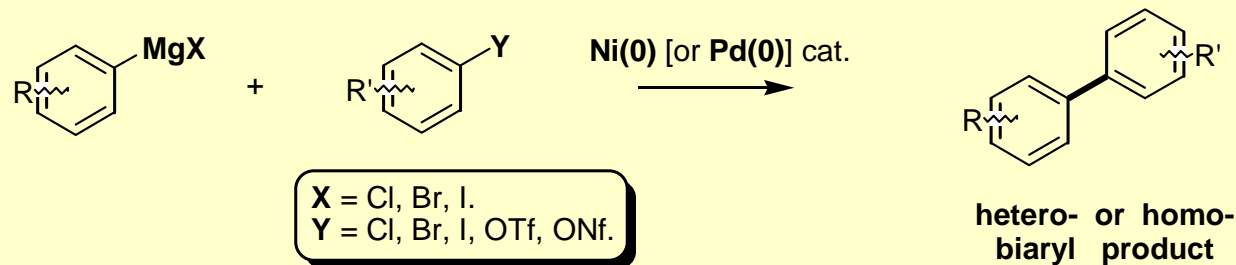 MgX
R
+
Y
R'
Ni(0) [or Pd(0)] cat.
R'
R
X = Cl, Br, I.
Y = Cl, Br, I, OTf, ONf.
hetero- or homo-
biaryl product